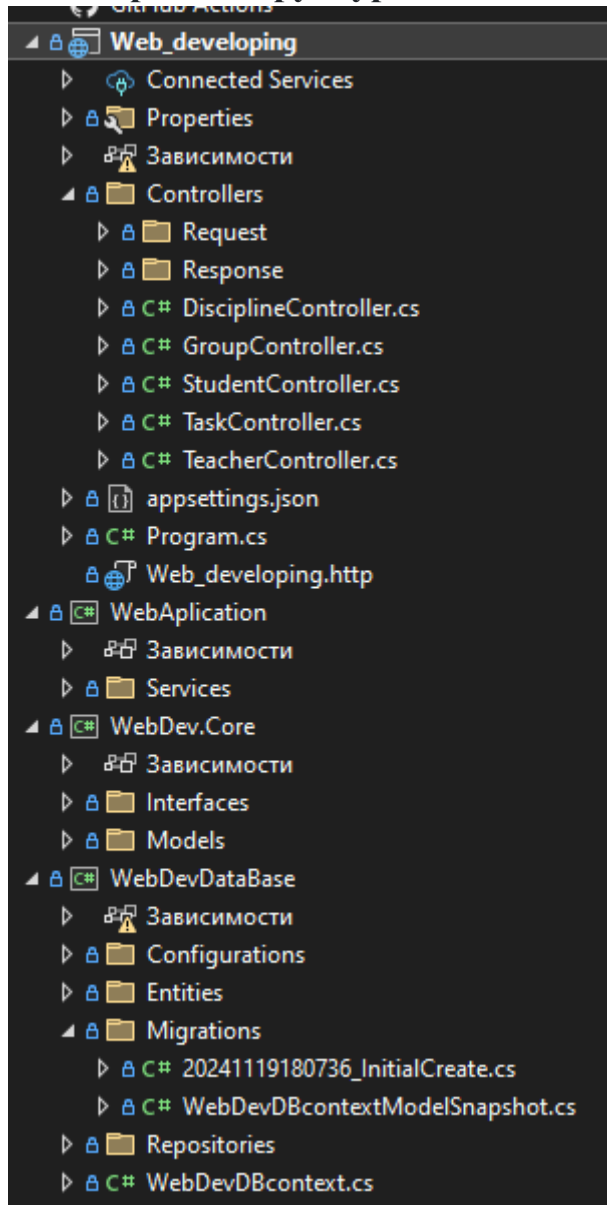 GitHub Actions
Web_developing
Connected Services
Properties
Зависимости
Controllers
Request
Response
C# DisciplineController.cs
C# GroupController.cs
C# StudentController.cs
C# TaskController.cs
C# TeacherController.cs
appsettings.json
C# Program.cs
Web_developing.http
C# WebAplication
Зависимости
Services
C# WebDev.Core
Зависимости
Interfaces
Models
C# WebDevDataBase
Зависимости
Configurations
Entities
Migrations
C# 20241119180736_InitialCreate.cs
C# WebDevDBcontextModelSnapshot.cs
Repositories
C# WebDevDBcontext.cs